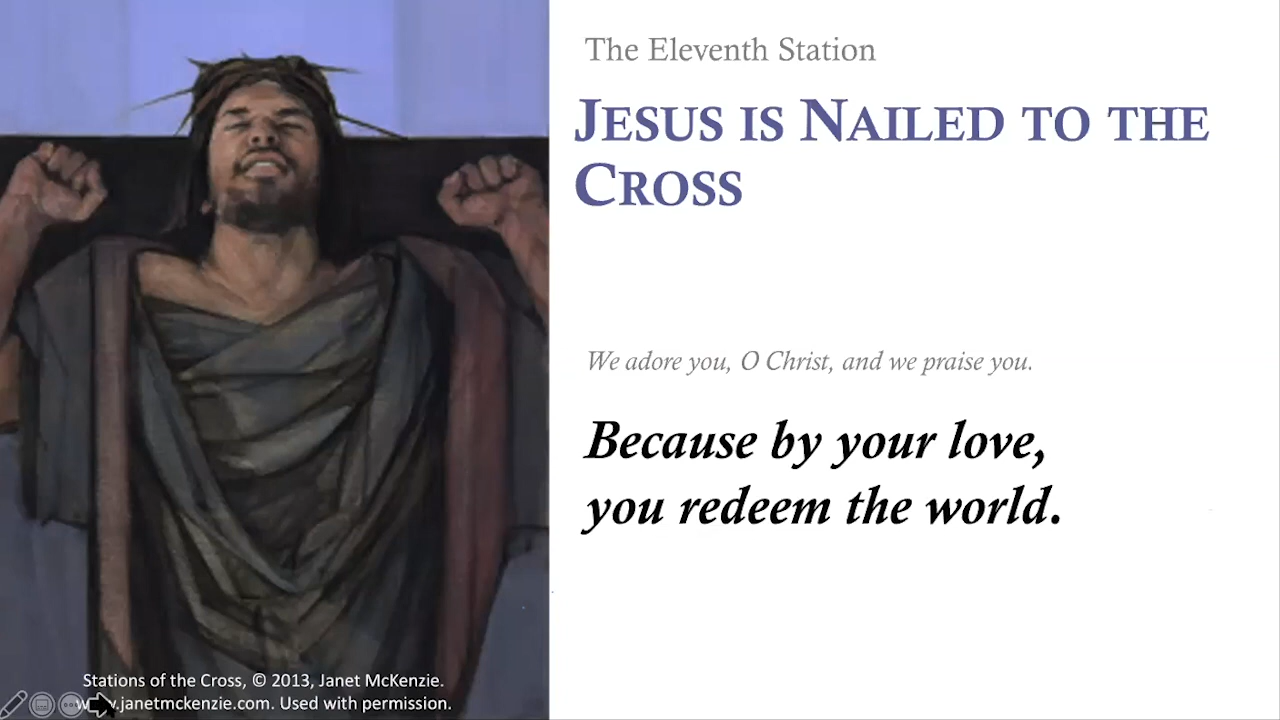 The Eleventh Station
JESUS IS NAILED TO THE
CROSS
We adore you, O Christ, and we praise you.
Because by your love,
you redeem the world.
Stations of the Cross, © 2013, Janet McKenzie.
.janetmckenzie.com. Used with permission.